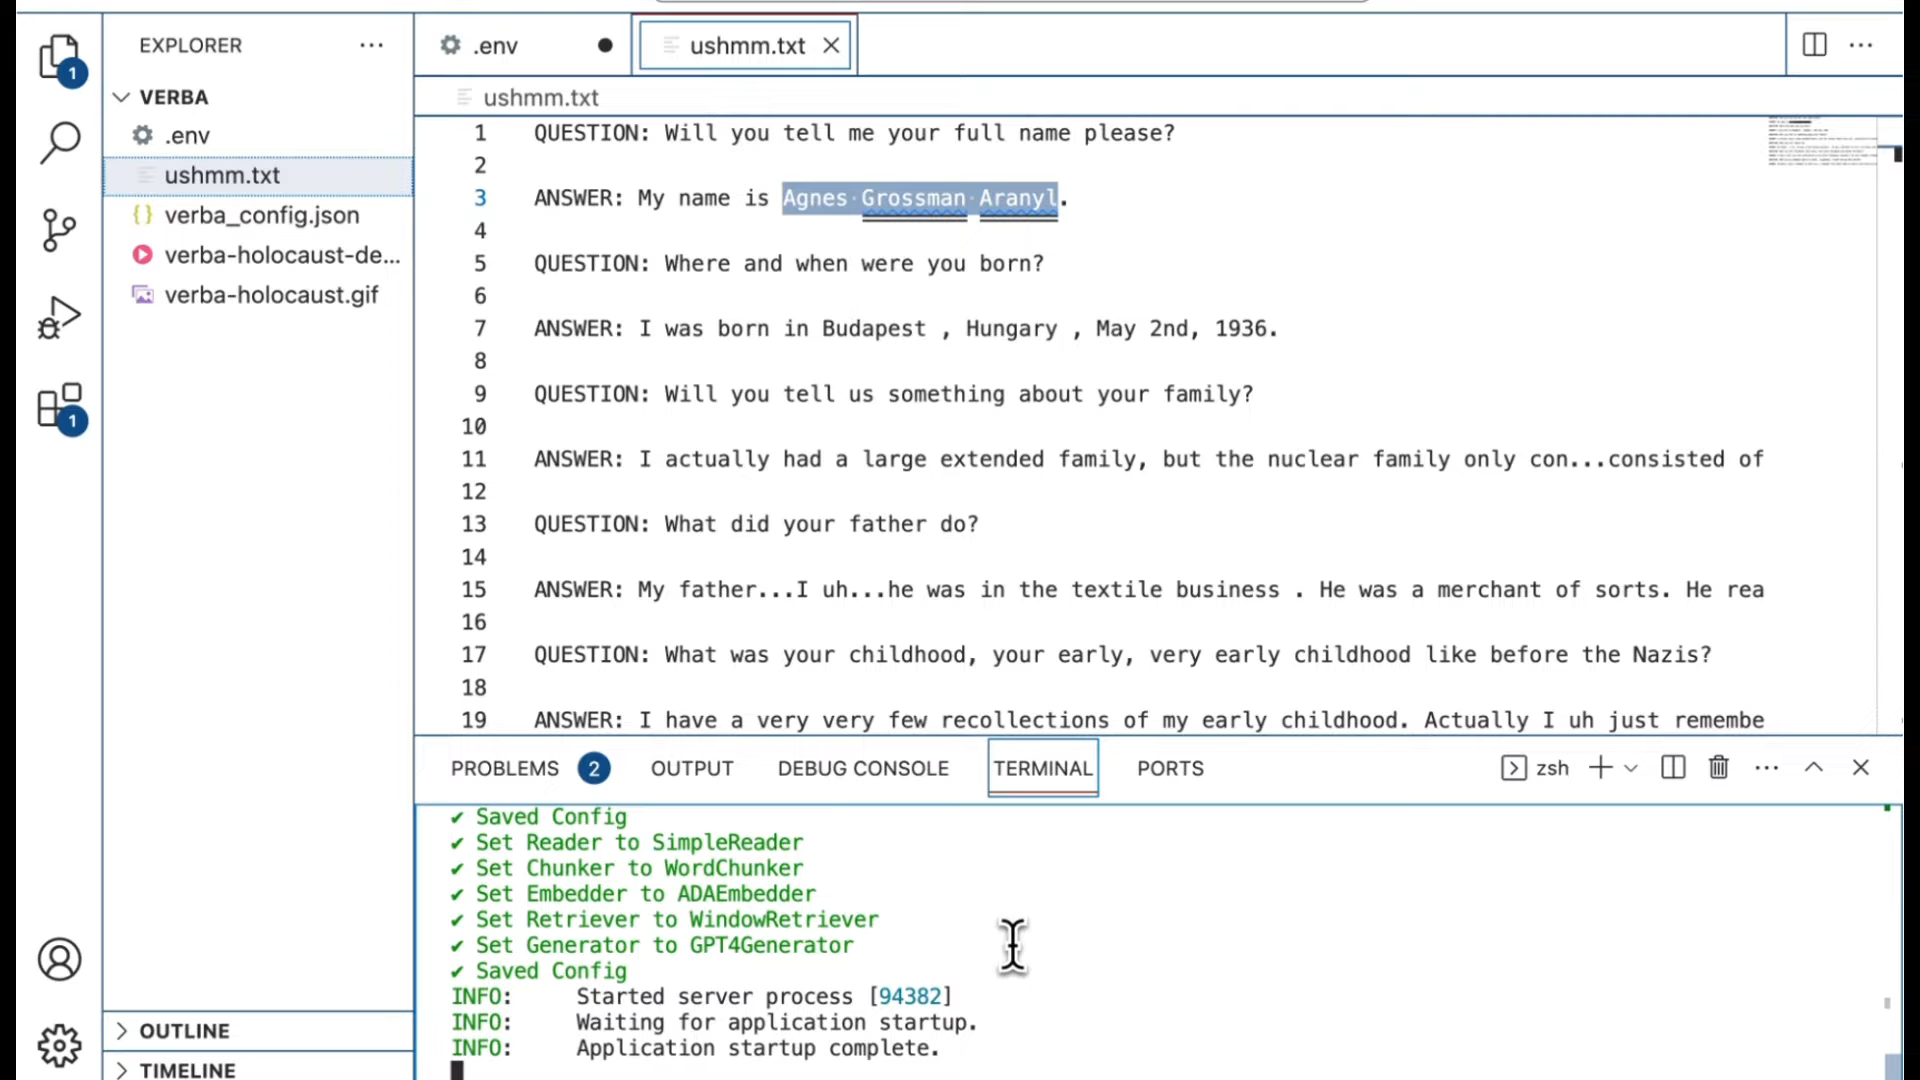 EXPLORER
VERBA
.env
ushmm.txt
verba_config.json
verba-holocaust-de...
verba-holocaust.gif
OUTLINE
TIMELINE
1
1
.env
ushmm.txt
ushmm.txt
1 QUESTION: Will you tell me your full name please?
2
3 ANSWER: My name is Agnes Grossman Aranyl.
4
5 QUESTION: Where and when were you born?
6
7 ANSWER: I was born in Budapest , Hungary , May 2nd, 1936.
8
9 QUESTION: Will you tell us something about your family?
10
11 ANSWER: I actually had a large extended family, but the nuclear family only con...consisted of
12
13 QUESTION: What did your father do?
14
15 ANSWER: My father...I uh...he was in the textile business . He was a merchant of sorts. He rea
16
17 QUESTION: What was your childhood, your early, very early childhood like before the Nazis?
18
19 ANSWER: I have a very very few recollections of my early childhood. Actually I uh just remembe
PROBLEMS 2 OUTPUT DEBUG CONSOLE TERMINAL PORTS zsh
✔ Saved Config
✔ Set Reader to SimpleReader
✔ Set Chunker to WordChunker
✔ Set Embedder to ADAEmbedder
✔ Set Retriever to WindowRetriever
✔ Set Generator to GPT4Generator
✔ Saved Config
INFO: Started server process [94382]
INFO: Waiting for application startup.
INFO: Application startup complete.